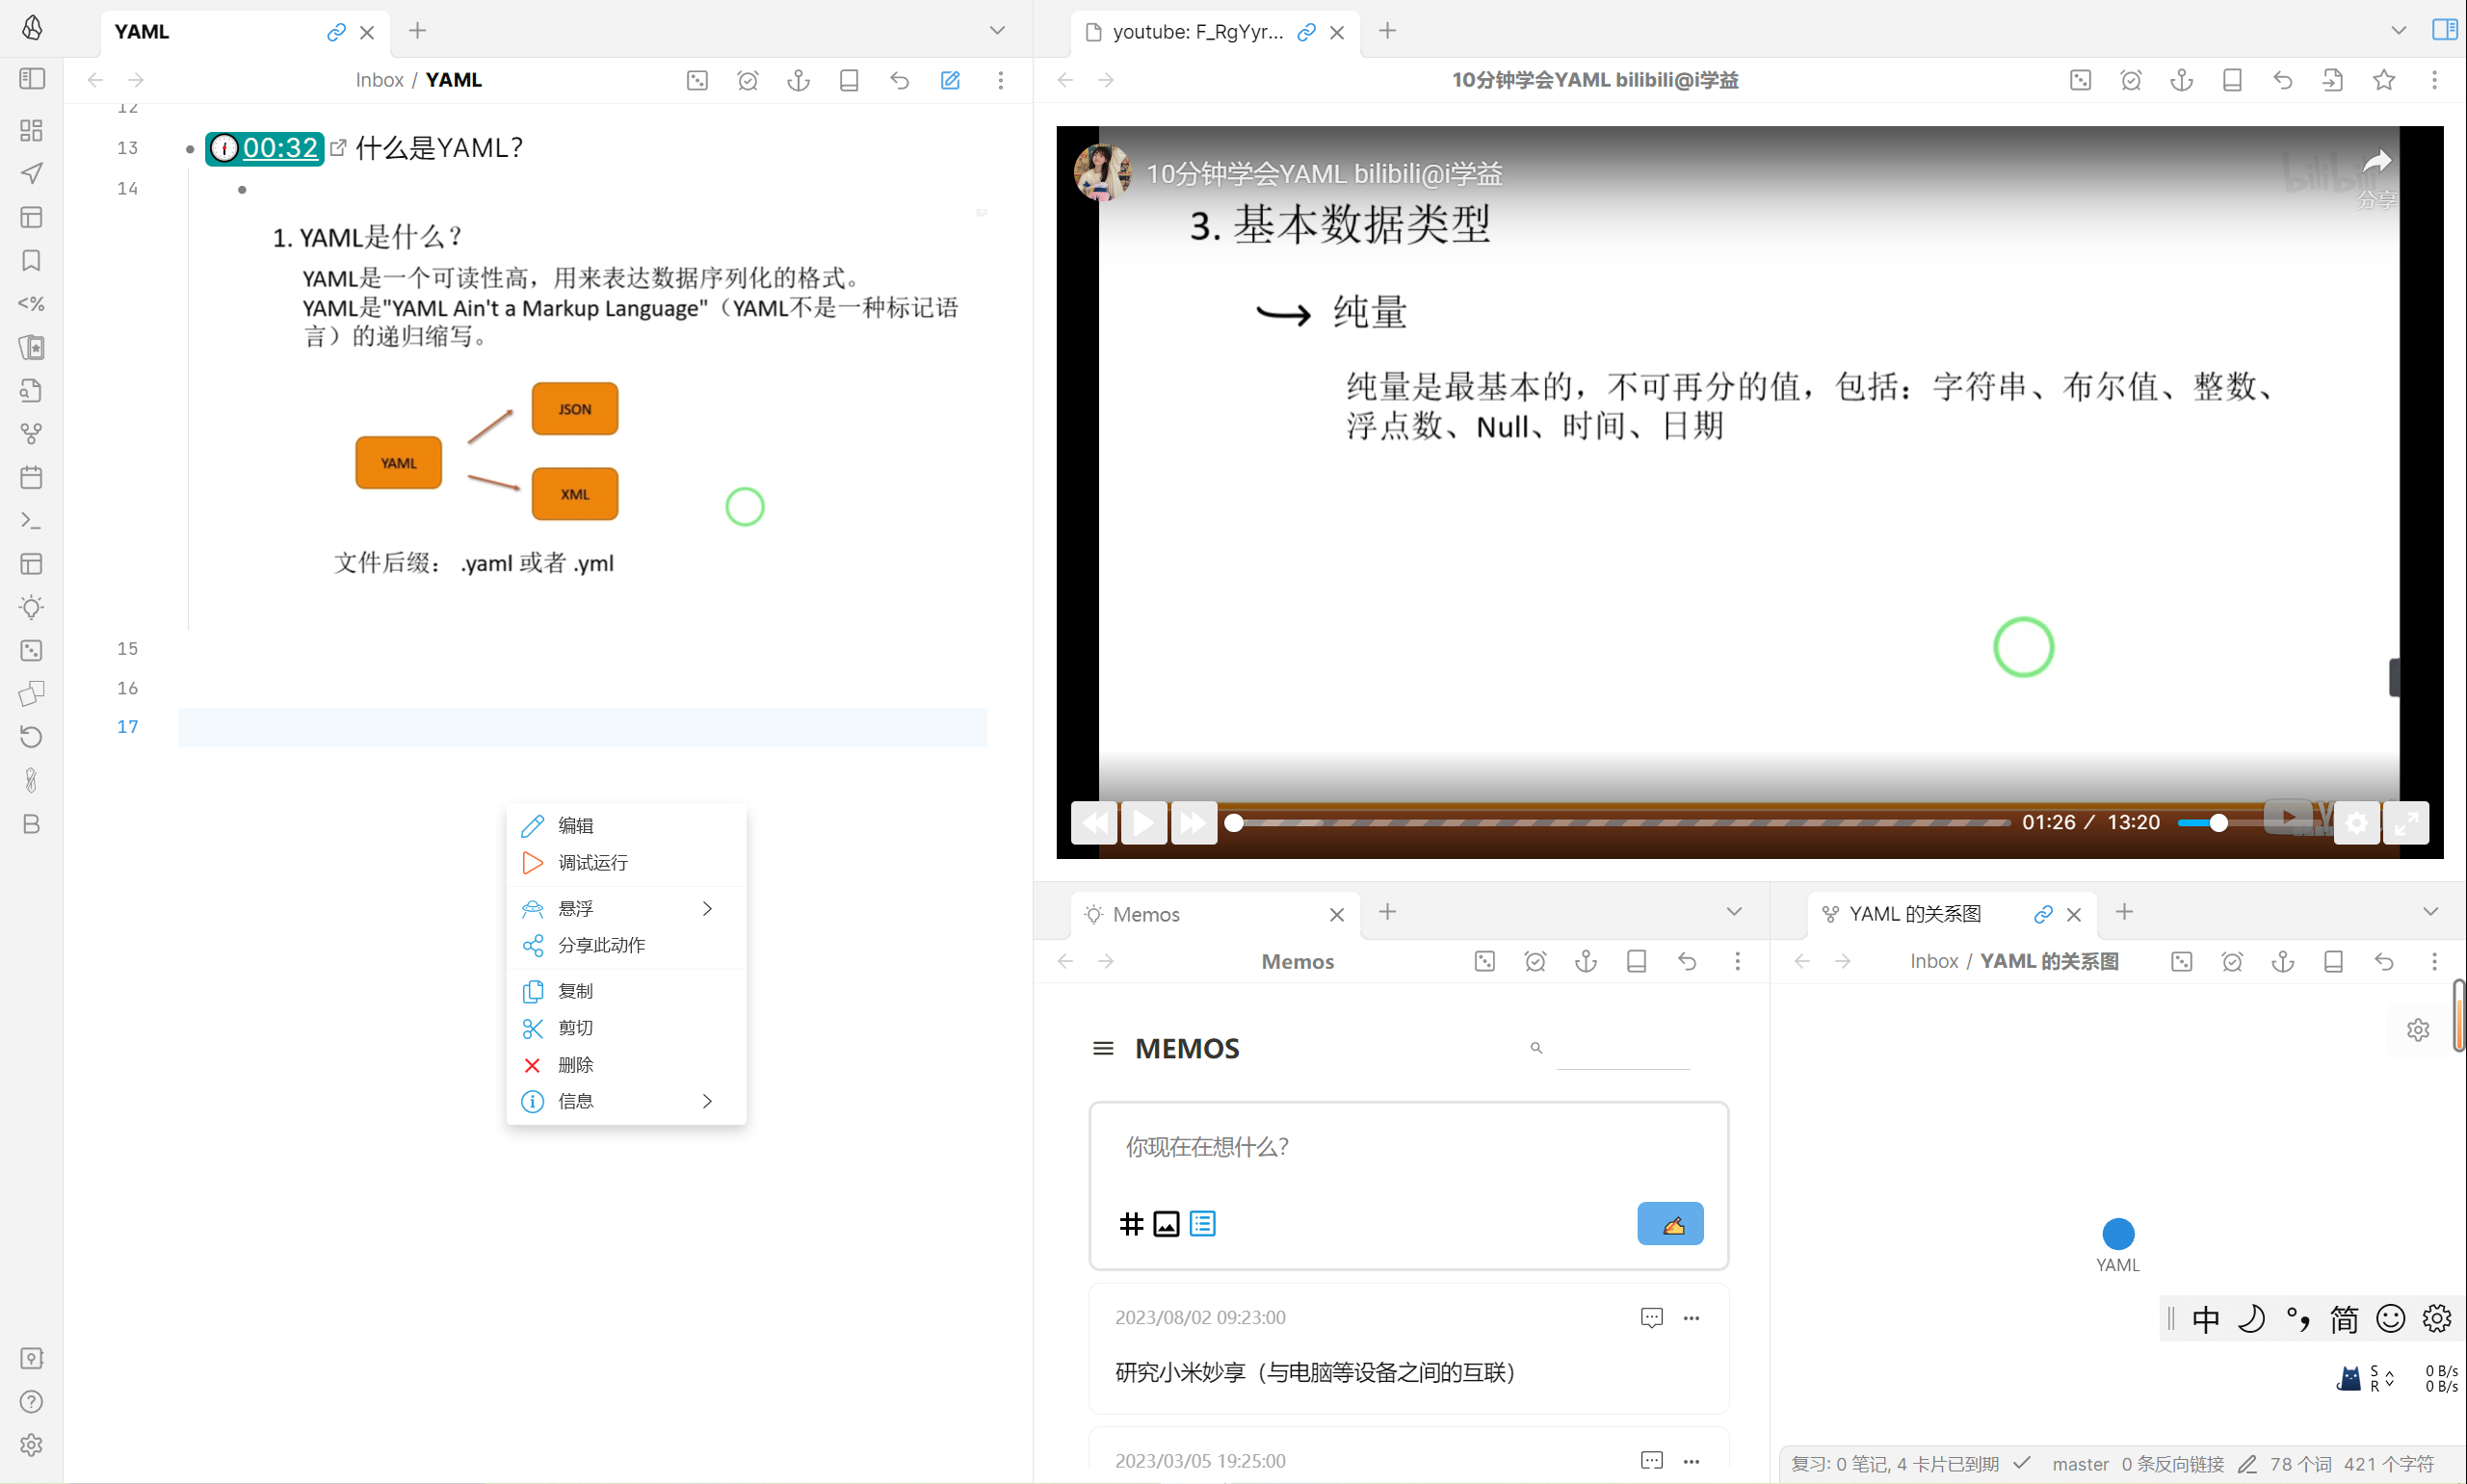 YAML
Inbox / YAML
12
13
00:32 什么是YAML？
14
1. YAML是什么？
YAML是一个可读性高，用来表达数据序列化的格式。
YAML是"YAML Ain't a Markup Language"（YAML不是一种标记语
言）的递归缩写。
JSON
YAML
XML
文件后缀： .yaml 或者 .yml
15
16
17
编辑
调试运行
悬浮
分享此动作
复制
剪切
删除
信息
youtube: F_RgYyr...
10分钟学会YAML bilibili@i学益
10分钟学会YAML bilibili@i学益
bilibili
分享
3. 基本数据类型
纯量
纯量是最基本的，不可再分的值，包括：字符串、布尔值、整数、
浮点数、Null、时间、日期
01:26 / 13:20
Memos
Memos
MEMOS
你现在在想什么？
2023/08/02 09:23:00
研究小米妙享（与电脑等设备之间的互联）
2023/03/05 19:25:00
YAML 的关系图
Inbox / YAML 的关系图
YAML
中 简
S
R
0 B/s
0 B/s
复习: 0 笔记, 4 卡片已到期 master 0 条反向链接 78 个词 421 个字符